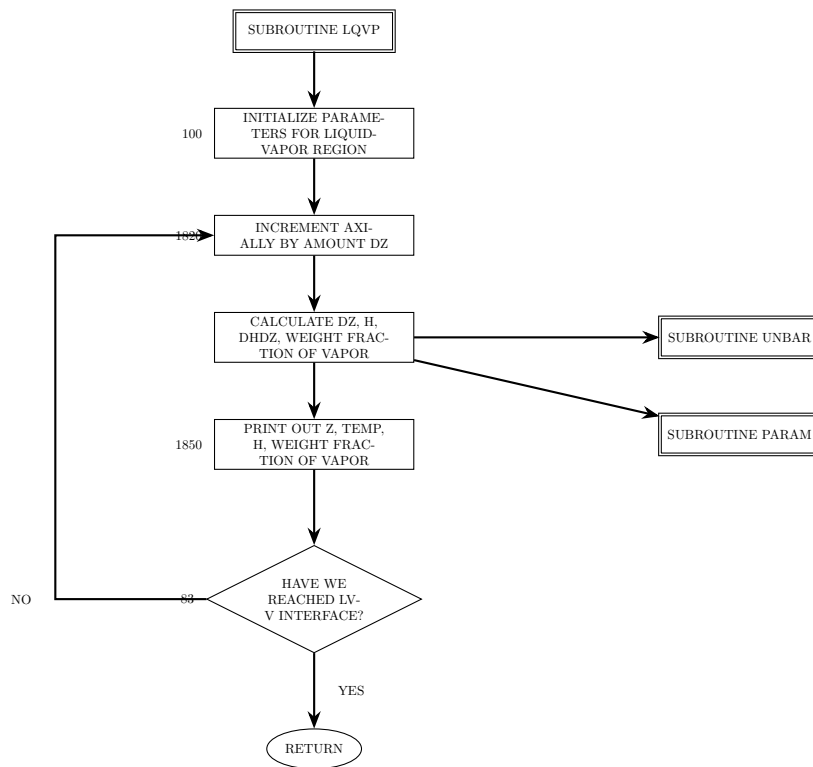 SUBROUTINE LQVP
100
INITIALIZE PARAME-
TERS FOR LIQUID-
VAPOR REGION
1820
INCREMENT AXI-
ALLY BY AMOUNT DZ
CALCULATE DZ, H,
DHDZ, WEIGHT FRAC-
TION OF VAPOR
SUBROUTINE UNBAR
SUBROUTINE PARAM
1850
PRINT OUT Z, TEMP,
H, WEIGHT FRAC-
TION OF VAPOR
NO
83
HAVE WE
REACHED LV-
V INTERFACE?
YES
RETURN